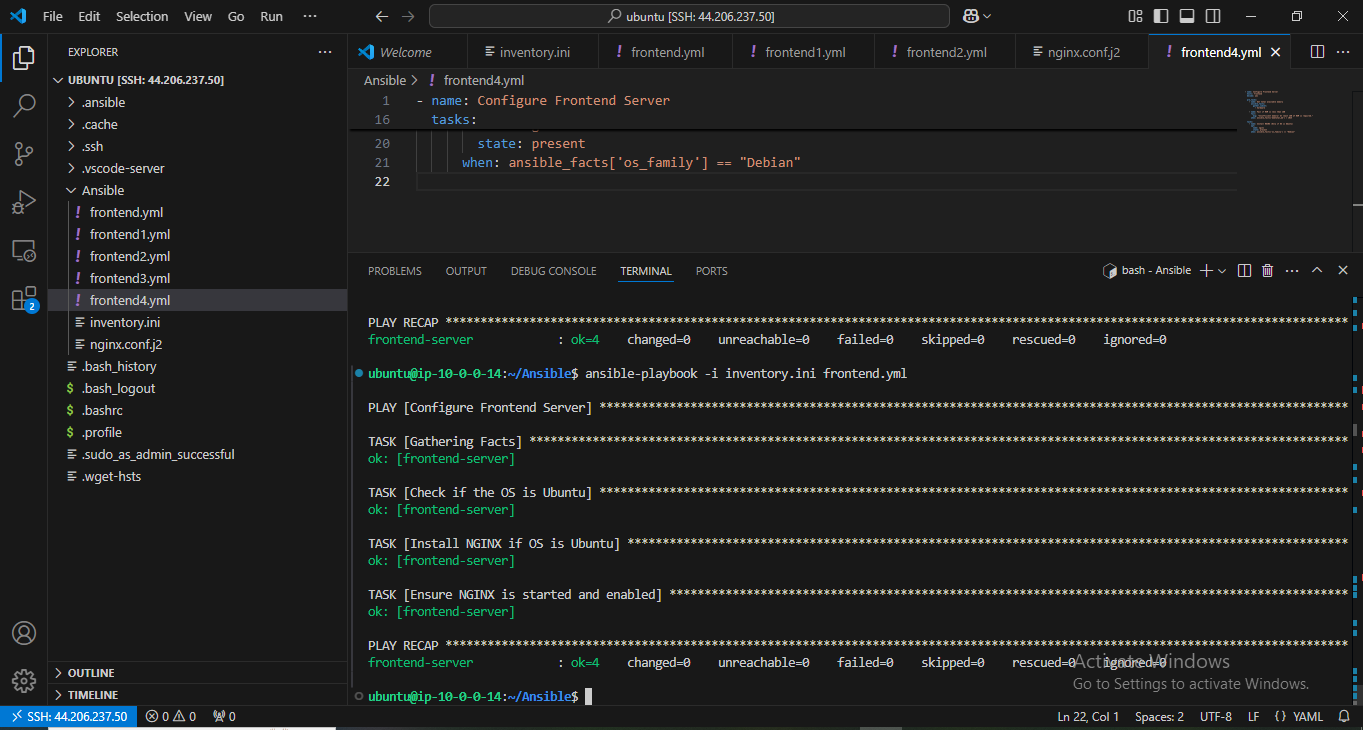 File Edit Selection View Go Run ···
ubuntu [SSH: 44.206.237.50]
EXPLORER
UBUNTU [SSH: 44.206.237.50]
.ansible
.cache
.ssh
.vscode-server
Ansible
! frontend.yml
! frontend1.yml
! frontend2.yml
! frontend3.yml
! frontend4.yml
inventory.ini
nginx.conf.j2
.bash_history
$ .bash_logout
$ .bashrc
$ .profile
.sudo_as_admin_successful
.wget-hsts
OUTLINE
TIMELINE
2
Welcome inventory.ini ! frontend.yml ! frontend1.yml ! frontend2.yml nginx.conf.j2 ! frontend4.yml
Ansible > ! frontend4.yml
1 - name: Configure Frontend Server
16 tasks:
20 state: present
21 when: ansible_facts['os_family'] == "Debian"
22
PROBLEMS OUTPUT DEBUG CONSOLE TERMINAL PORTS
bash - Ansible
PLAY RECAP ****************************************************************************************************************************
frontend-server : ok=4 changed=0 unreachable=0 failed=0 skipped=0 rescued=0 ignored=0
ubuntu@ip-10-0-0-14:~/Ansible$ ansible-playbook -i inventory.ini frontend.yml
PLAY [Configure Frontend Server] ***********************************************************************************************************
TASK [Gathering Facts] *********************************************************************************************************************
ok: [frontend-server]
TASK [Check if the OS is Ubuntu] ***********************************************************************************************************
ok: [frontend-server]
TASK [Install NGINX if OS is Ubuntu] *******************************************************************************************************
ok: [frontend-server]
TASK [Ensure NGINX is started and enabled] *************************************************************************************************
ok: [frontend-server]
PLAY RECAP ****************************************************************************************************************************
frontend-server : ok=4 changed=0 unreachable=0 failed=0 skipped=0 rescued=0 ignored=0
ubuntu@ip-10-0-0-14:~/Ansible$
Activate Windows
Go to Settings to activate Windows.
SSH: 44.206.237.50 0 0 0 Ln 22, Col 1 Spaces: 2 UTF-8 LF {} YAML